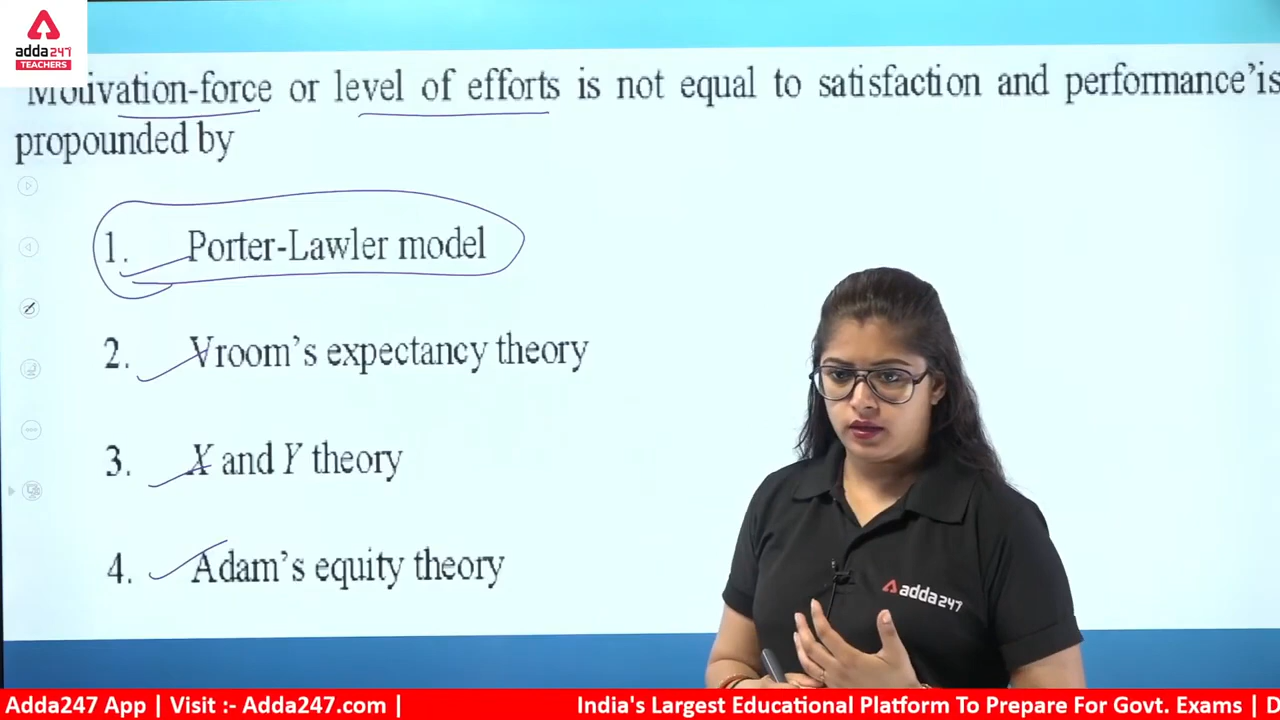 adda247
TEACHERS
Motivation-force or level of efforts is not equal to satisfaction and performance’is
propounded by
1. Porter-Lawler model
2. Vroom’s expectancy theory
3. X and Y theory
4. Adam’s equity theory
adda247
Adda247 App | Visit :- Adda247.com | India's Largest Educational Platform To Prepare For Govt. Exams | D